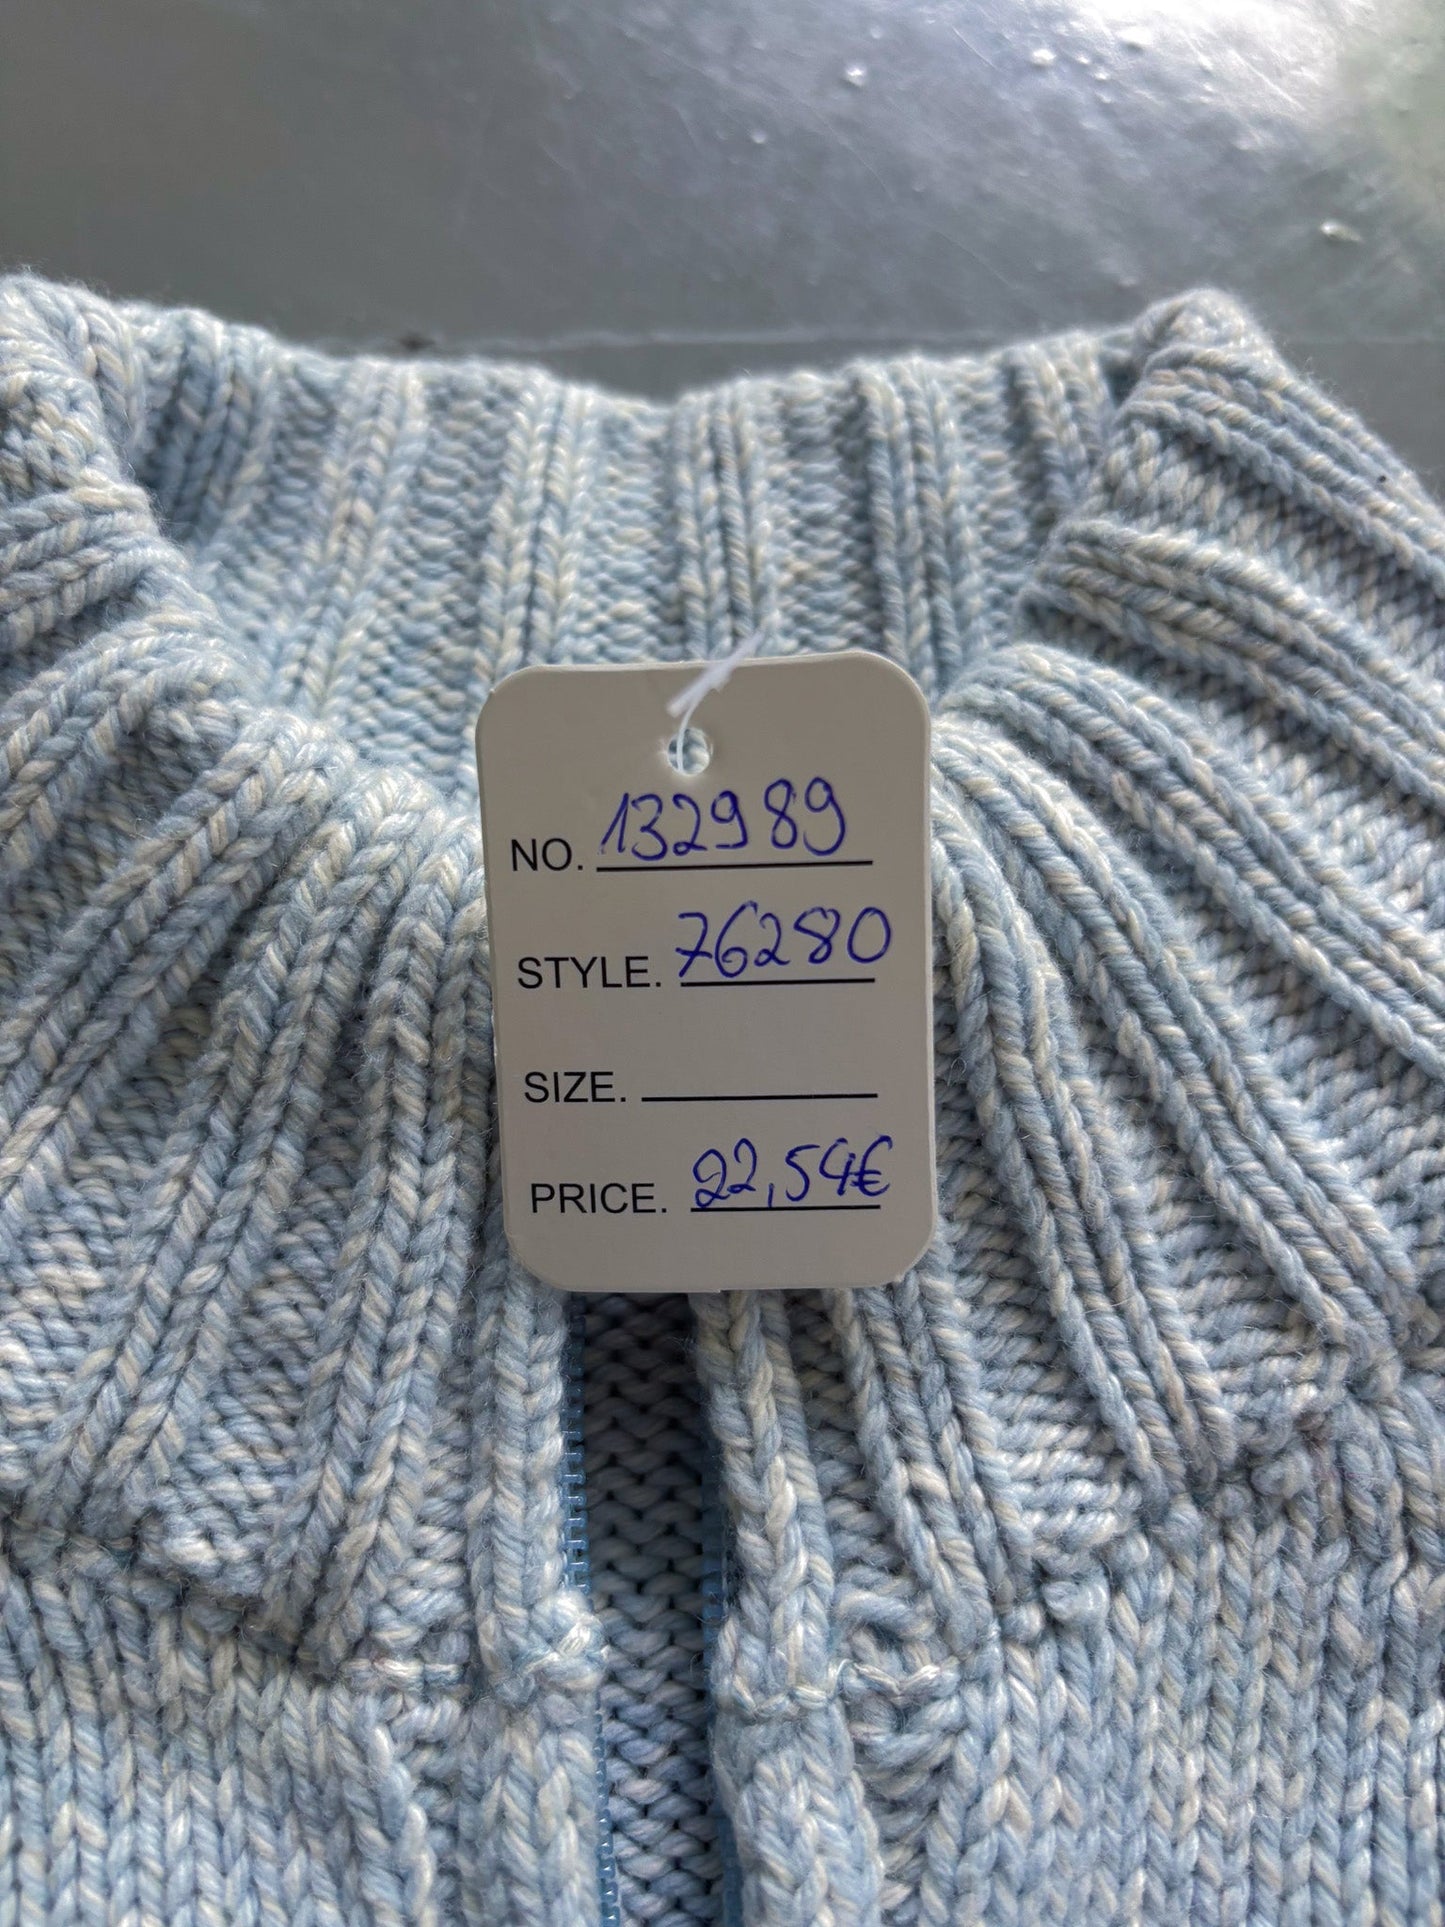 NO. 132989
STYLE. 76280
SIZE.
PRICE. 22,54€